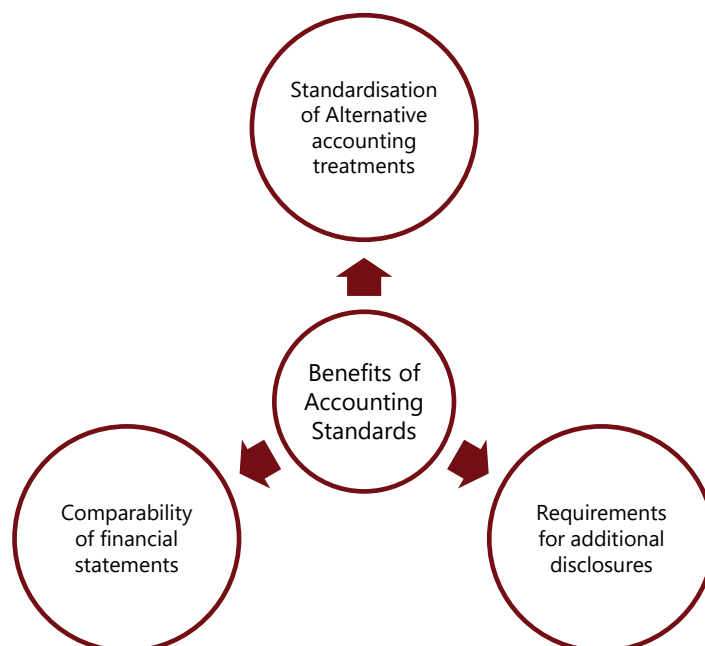 Standardisation
of Alternative
accounting
treatments
Benefits of
Accounting
Standards
Comparability
of financial
statements
Requirements
for additional
disclosures